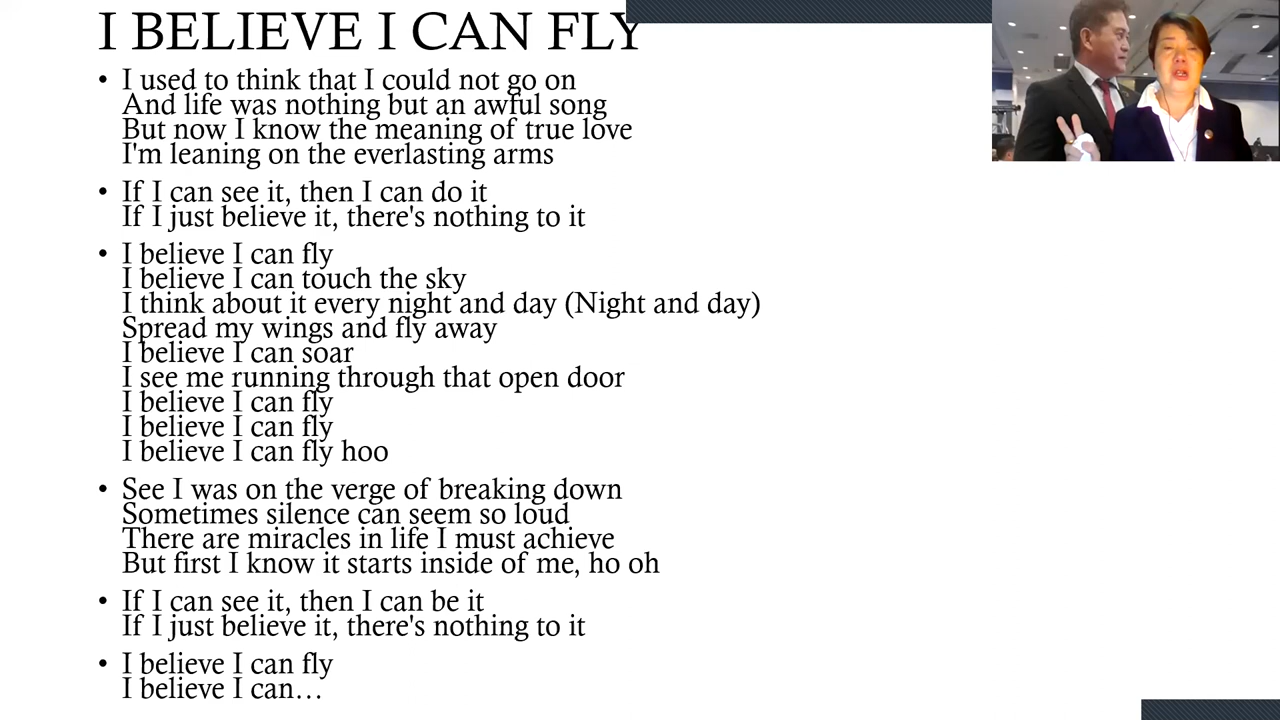 I BELIEVE I CAN FLY
• I used to think that I could not go on
And life was nothing but an awful song
But now I know the meaning of true love
I'm leaning on the everlasting arms
• If I can see it, then I can do it
If I just believe it, there's nothing to it
• I believe I can fly
I believe I can touch the sky
I think about it every night and day (Night and day)
Spread my wings and fly away
I believe I can soar
I see me running through that open door
I believe I can fly
I believe I can fly
I believe I can fly hoo
• See I was on the verge of breaking down
Sometimes silence can seem so loud
There are miracles in life I must achieve
But first I know it starts inside of me, ho oh
• If I can see it, then I can be it
If I just believe it, there's nothing to it
• I believe I can fly
I believe I can…